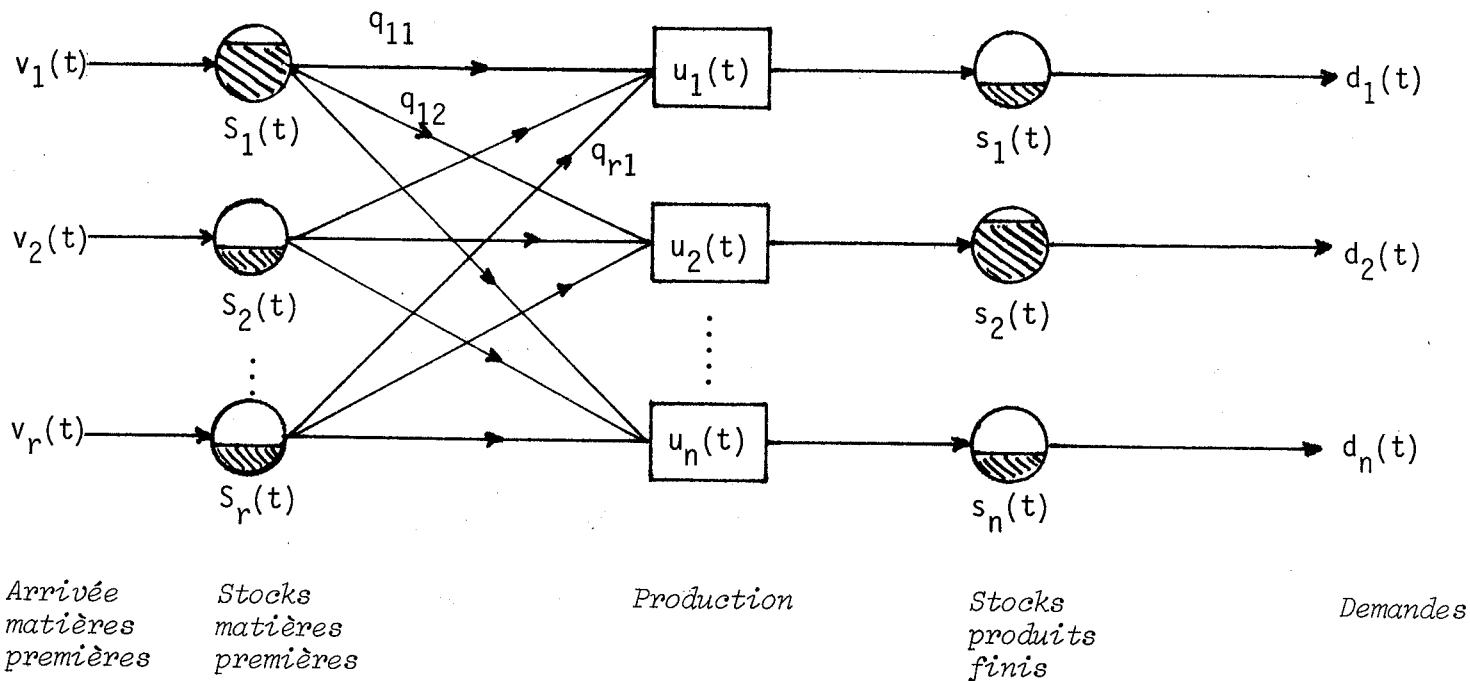 q11
v1(t)
u1(t)
d1(t)
S1(t)
q12
s1(t)
qr1
v2(t)
u2(t)
d2(t)
S2(t)
s2(t)
vr(t)
un(t)
dn(t)
Sr(t)
sn(t)
Arrivée
matières
premières
Stocks
matières
premières
Production
Stocks
produits
finis
Demandes